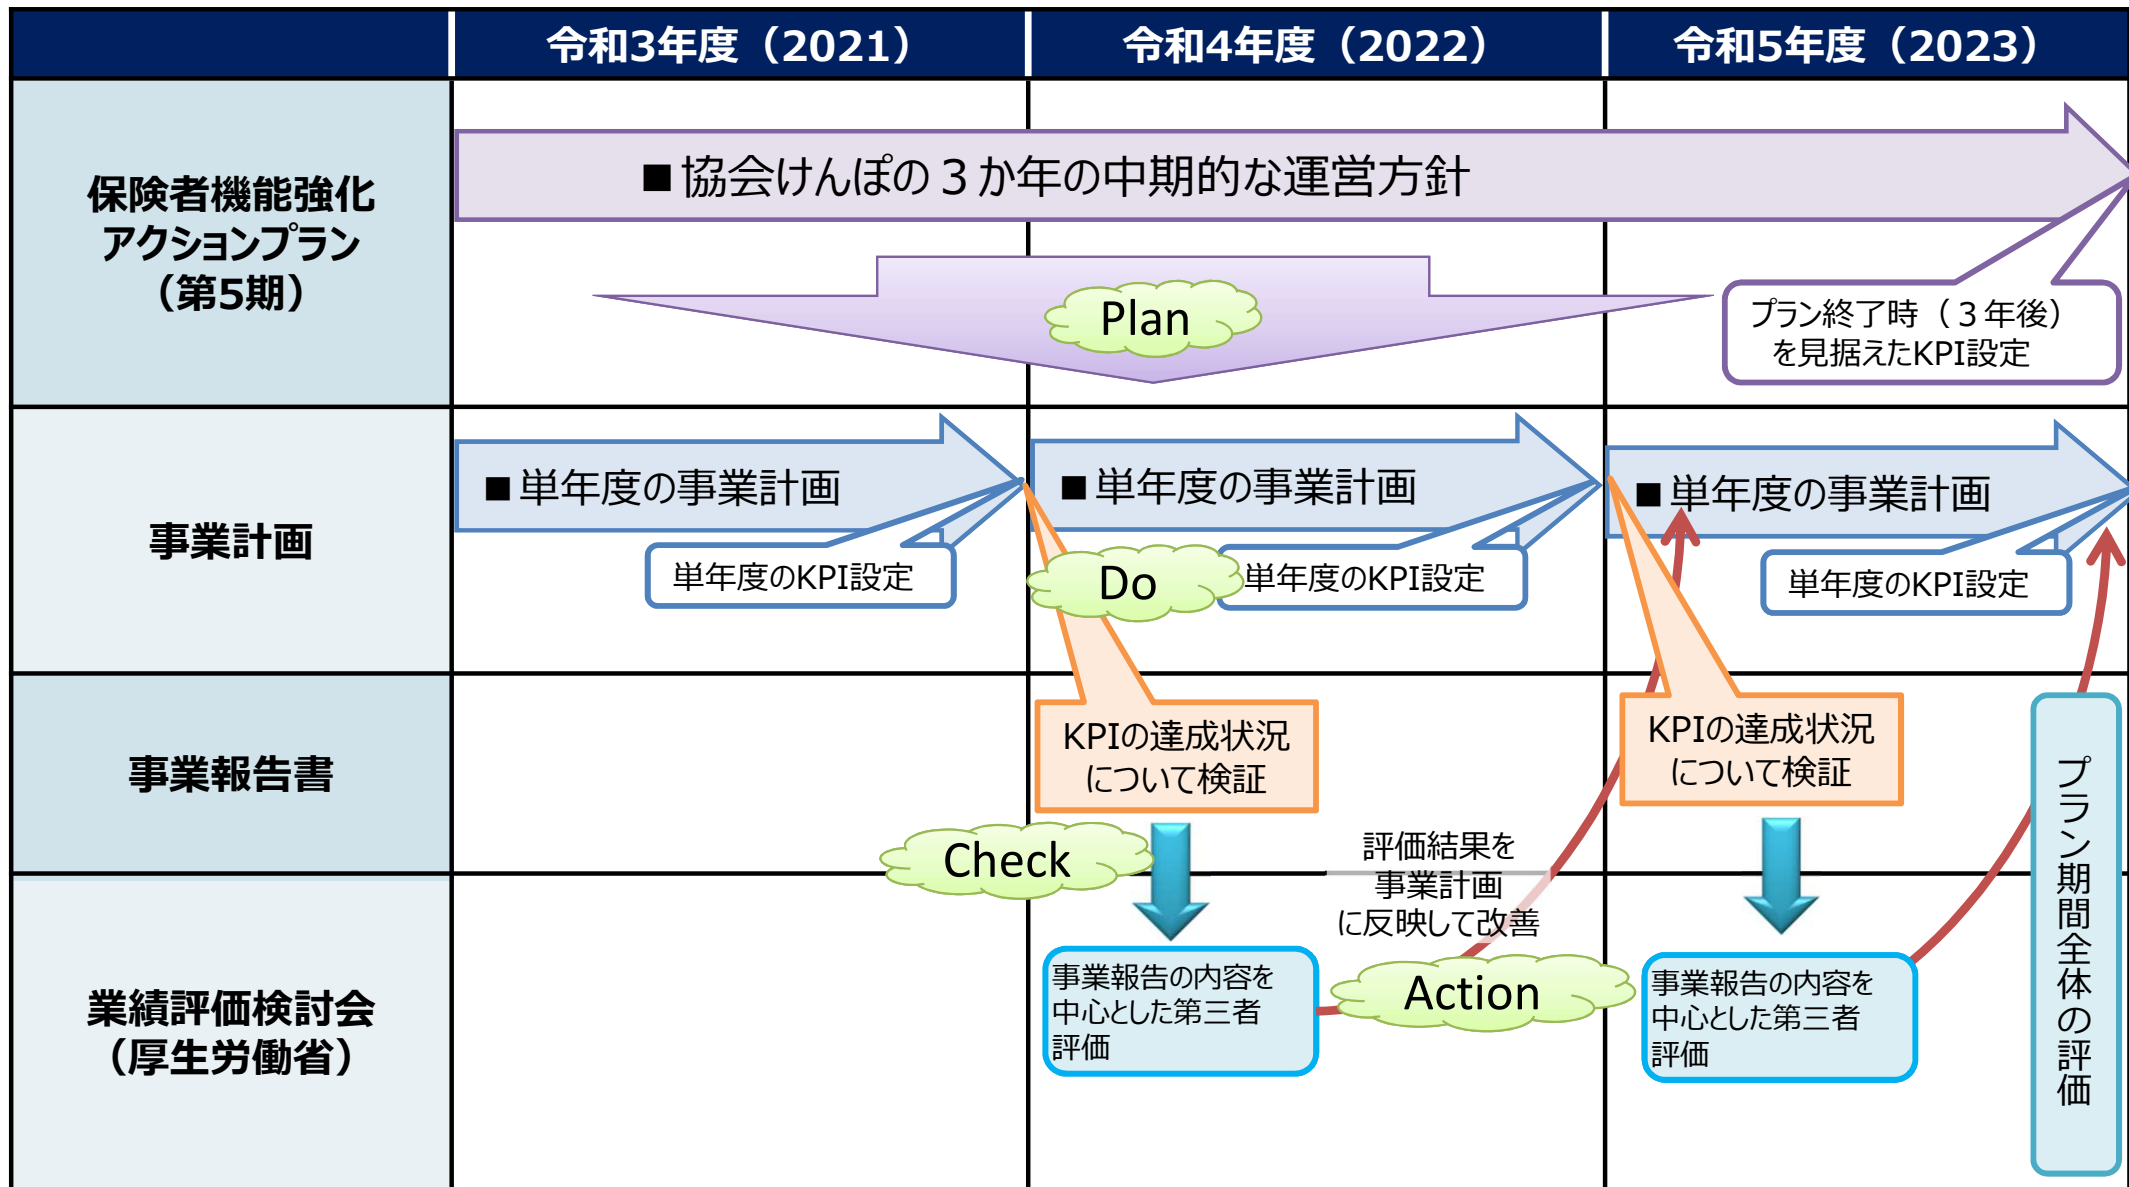 令和3年度（2021）
令和4年度（2022）
令和5年度（2023）
保険者機能強化
アクションプラン
（第5期）
■協会けんぽの３か年の中期的な運営方針
Plan
プラン終了時（３年後）
を見据えたKPI設定
事業計画
■単年度の事業計画
単年度のKPI設定
■単年度の事業計画
Do
単年度のKPI設定
■単年度の事業計画
単年度のKPI設定
事業報告書
KPIの達成状況
について検証
KPIの達成状況
について検証
Check
評価結果を
事業計画
に反映して改善
プラン期間全体の評価
業績評価検討会
（厚生労働省）
事業報告の内容を
中心とした第三者
評価
Action
事業報告の内容を
中心とした第三者
評価